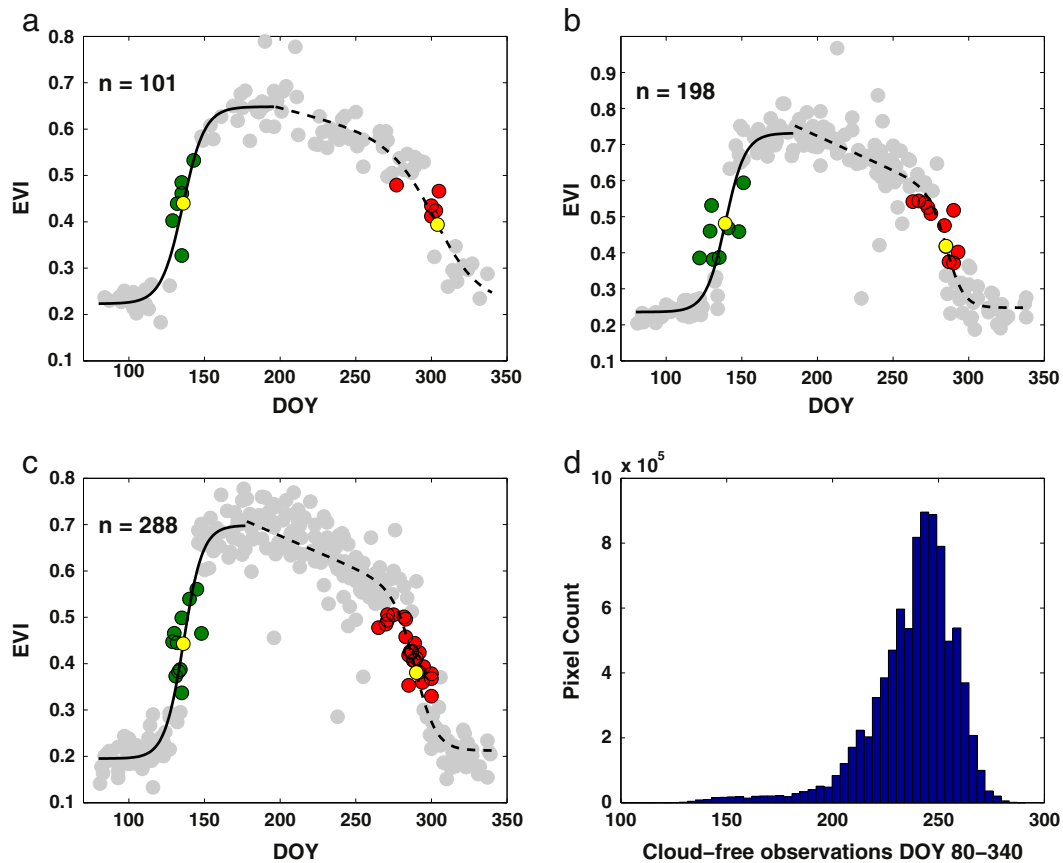 a
0.8
0.7
0.6
0.5
0.4
0.3
0.2
0.1
EVI
n = 101
100 150 200 250 300 350
DOY
b
0.9
0.8
0.7
0.6
0.5
0.4
0.3
0.2
0.1
EVI
n = 198
100 150 200 250 300 350
DOY
c
0.8
0.7
0.6
0.5
0.4
0.3
0.2
0.1
EVI
n = 288
100 150 200 250 300 350
DOY
d
x 10^5
10
8
6
4
2
0
Pixel Count
100 150 200 250 300
Cloud–free observations DOY 80–340